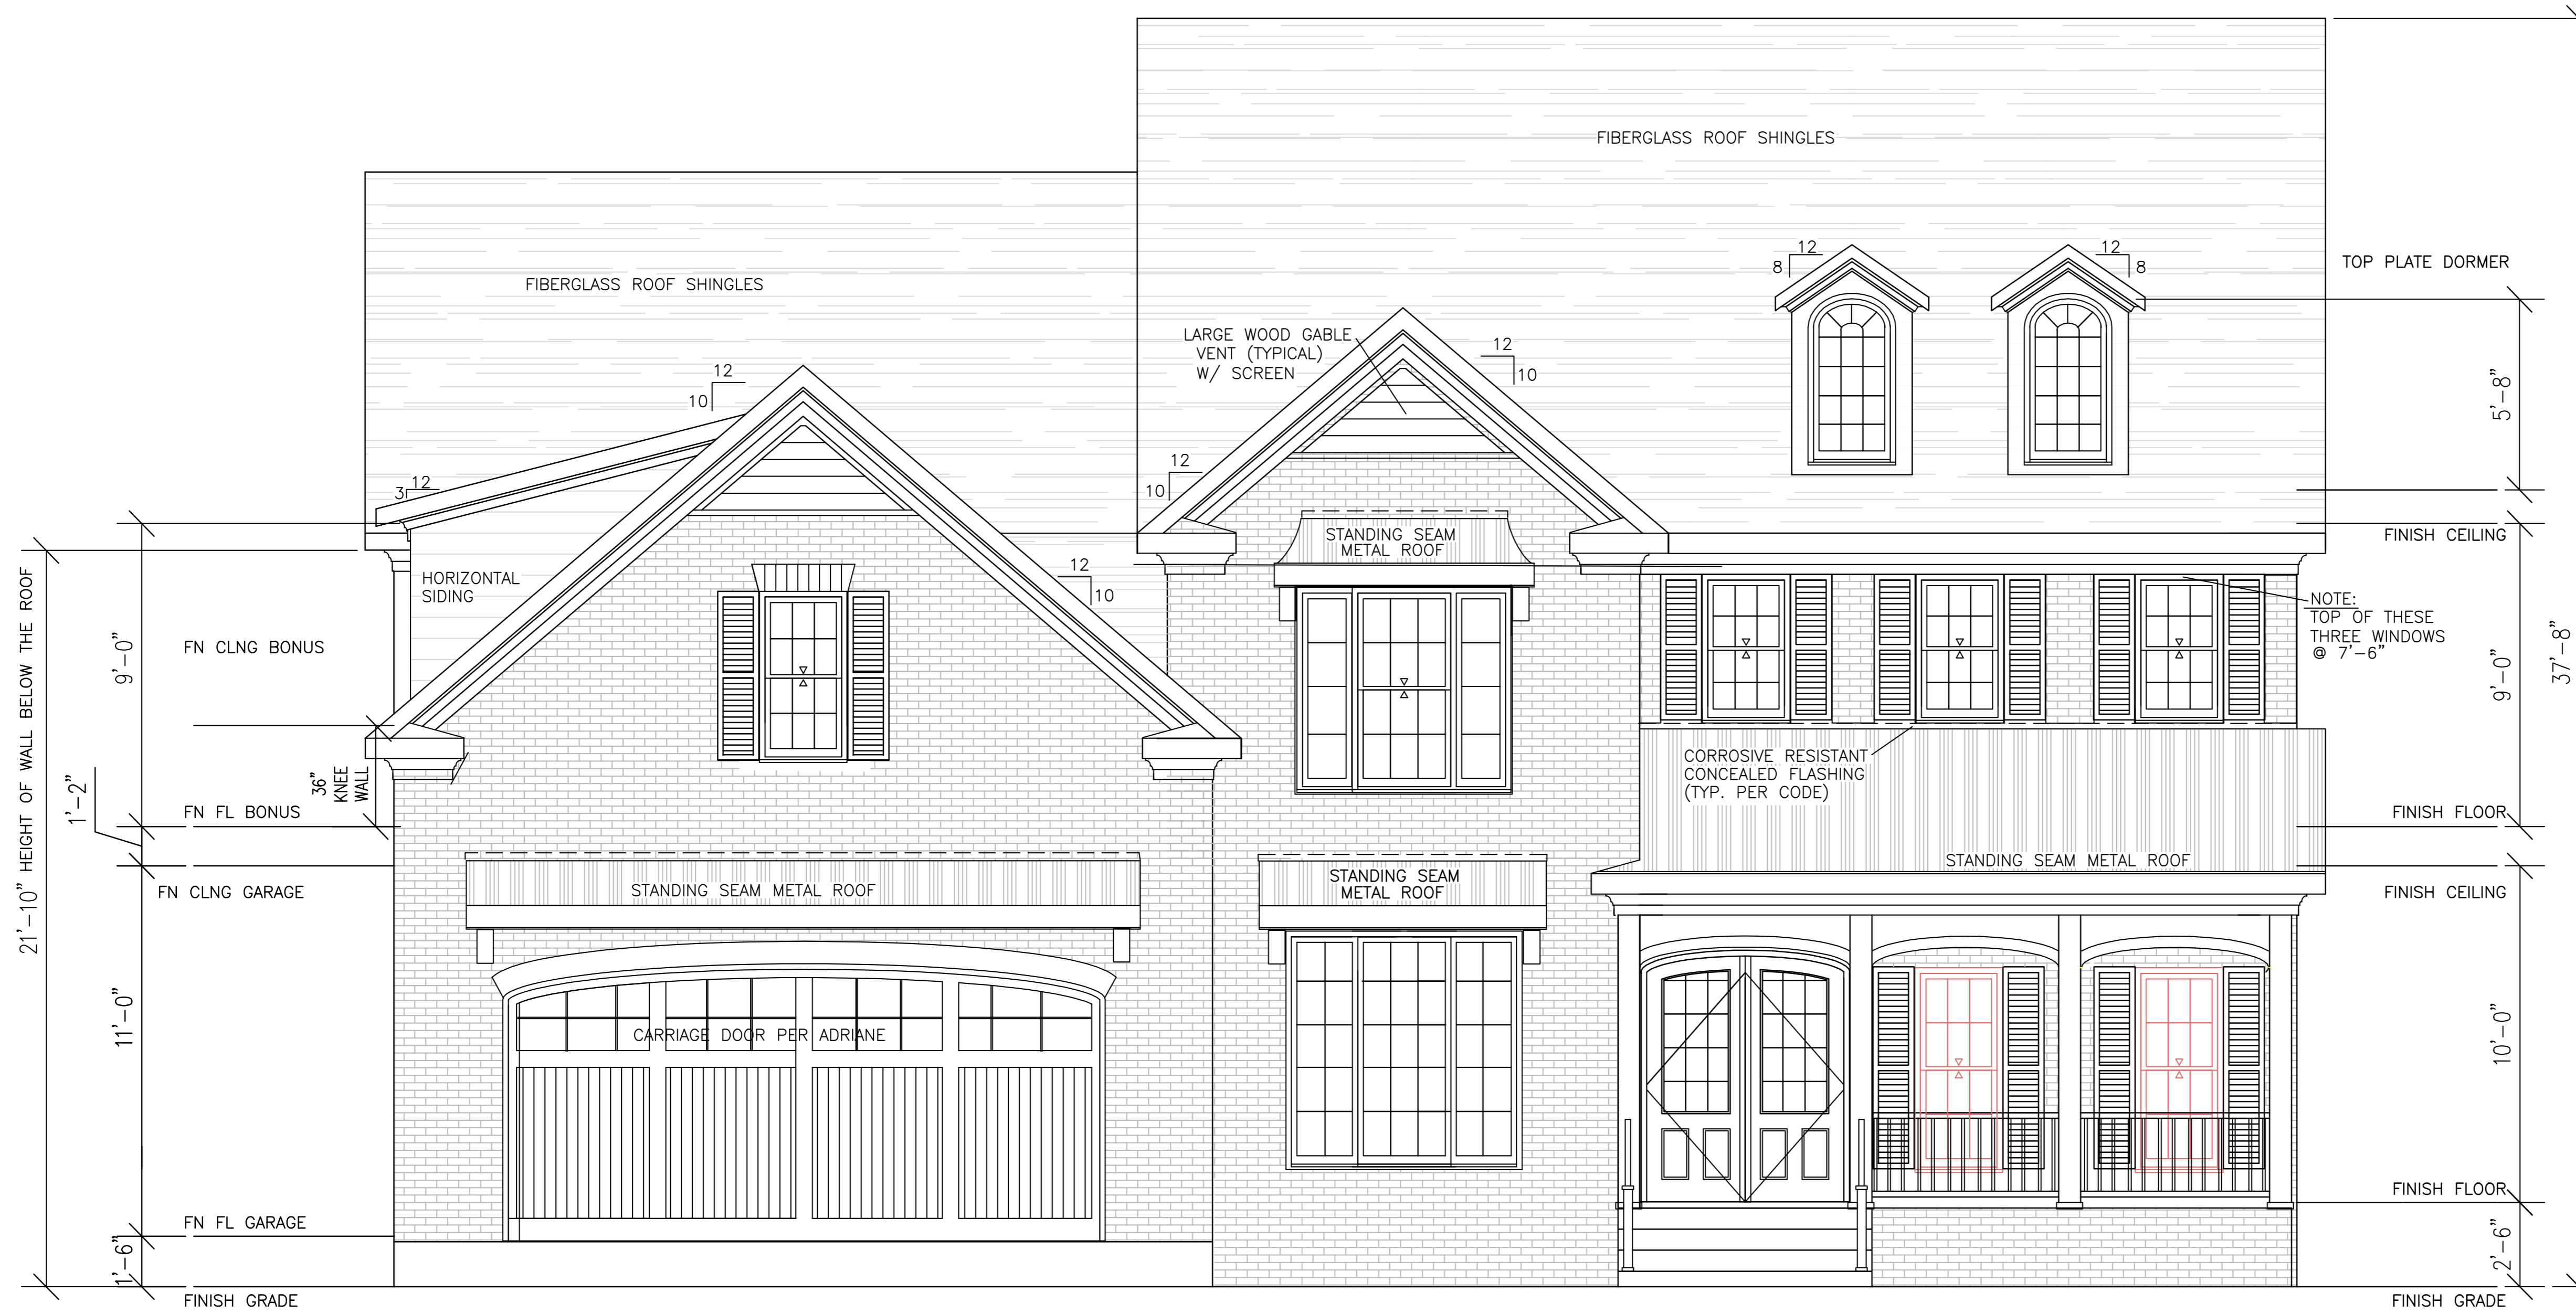 FIBERGLASS ROOF SHINGLES
FIBERGLASS ROOF SHINGLES
12
8
12
8
TOP PLATE DORMER
LARGE WOOD GABLE
VENT (TYPICAL)
W/ SCREEN
12
10
12
10
12
10
12
3
5'-8"
STANDING SEAM
METAL ROOF
FINISH CEILING
HORIZONTAL
SIDING
12
10
NOTE:
TOP OF THESE
THREE WINDOWS
@ 7'-6"
21'-10" HEIGHT OF WALL BELOW THE ROOF
9'-0"
FN CLNG BONUS
9'-0"
37'-8"
1'-2"
36"
KNEE
WALL
CORROSIVE RESISTANT
CONCEALED FLASHING
(TYP. PER CODE)
FN FL BONUS
FINISH FLOOR
STANDING SEAM METAL ROOF
FN CLNG GARAGE
STANDING SEAM METAL ROOF
STANDING SEAM
METAL ROOF
FINISH CEILING
11'-0"
CARRIAGE DOOR PER ADRIANE
10'-0"
FN FL GARAGE
FINISH FLOOR
1'-6"
2'-6"
FINISH GRADE
FINISH GRADE